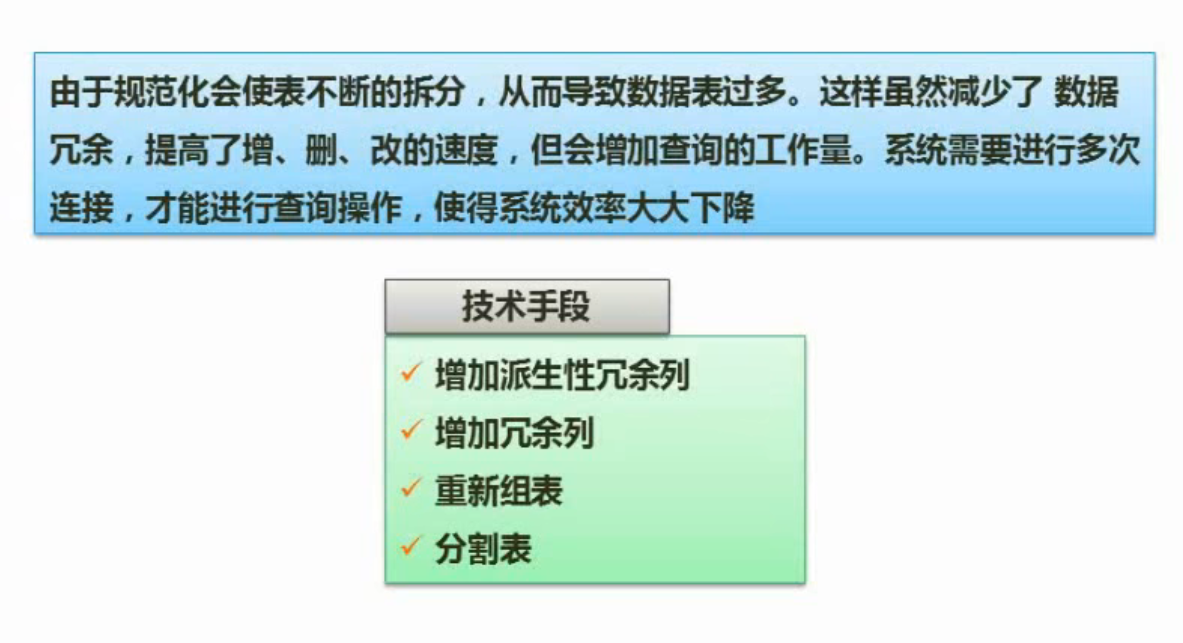 由于规范化会使表不断的拆分，从而导致数据表过多。这样虽然减少了 数据
冗余，提高了增、删、改的速度，但会增加查询的工作量。系统需要进行多次
连接，才能进行查询操作，使得系统效率大大下降
技术手段
✓ 增加派生性冗余列
✓ 增加冗余列
✓ 重新组表
✓ 分割表